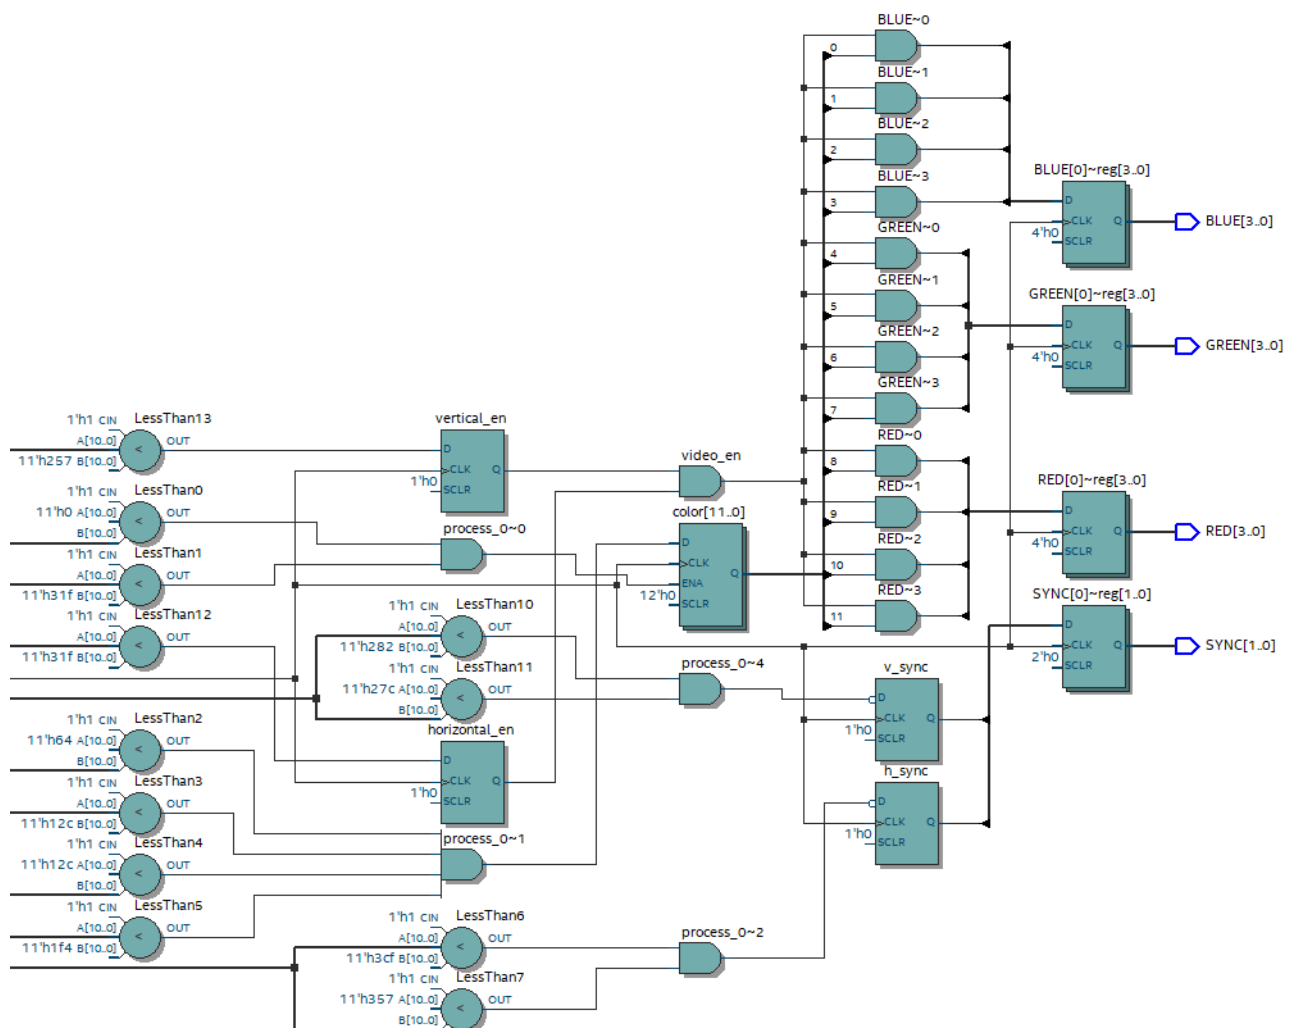 BLUE~0
0
BLUE~1
1
BLUE~2
2
BLUE~3
3
GREEN~0
4
GREEN~1
5
GREEN~2
6
GREEN~3
7
RED~0
8
RED~1
9
RED~2
10
RED~3
11
BLUE[0]~reg[3..0]
D
CLK Q
4'h0
SCLR
BLUE[3..0]
GREEN[0]~reg[3..0]
D
CLK Q
4'h0
SCLR
GREEN[3..0]
RED[0]~reg[3..0]
D
CLK Q
4'h0
SCLR
RED[3..0]
SYNC[0]~reg[1..0]
D
CLK Q
2'h0
SCLR
SYNC[1..0]
LessThan13
1'h1 CIN
A[10..0] OUT
<
11'h257 B[10..0]
vertical_en
D
CLK Q
1'h0
SCLR
video_en
LessThan0
1'h1 CIN
11'h0 A[10..0] OUT
<
B[10..0]
process_0~0
color[11..0]
D
CLK
ENA Q
12'h0
SCLR
LessThan1
1'h1 CIN
A[10..0] OUT
<
11'h31f B[10..0]
LessThan12
1'h1 CIN
A[10..0] OUT
<
11'h31f B[10..0]
LessThan10
1'h1 CIN
A[10..0] OUT
<
11'h282 B[10..0]
LessThan11
1'h1 CIN
11'h27c A[10..0] OUT
<
B[10..0]
process_0~4
v_sync
D
CLK Q
1'h0
SCLR
LessThan2
1'h1 CIN
11'h64 A[10..0] OUT
<
B[10..0]
horizontal_en
D
CLK Q
1'h0
SCLR
h_sync
D
CLK Q
1'h0
SCLR
LessThan3
1'h1 CIN
A[10..0] OUT
<
11'h12c B[10..0]
process_0~1
LessThan4
1'h1 CIN
11'h12c A[10..0] OUT
<
B[10..0]
LessThan5
1'h1 CIN
A[10..0] OUT
<
11'h1f4 B[10..0]
LessThan6
1'h1 CIN
A[10..0] OUT
<
11'h3cf B[10..0]
process_0~2
LessThan7
1'h1 CIN
11'h357 A[10..0] OUT
<
B[10..0]